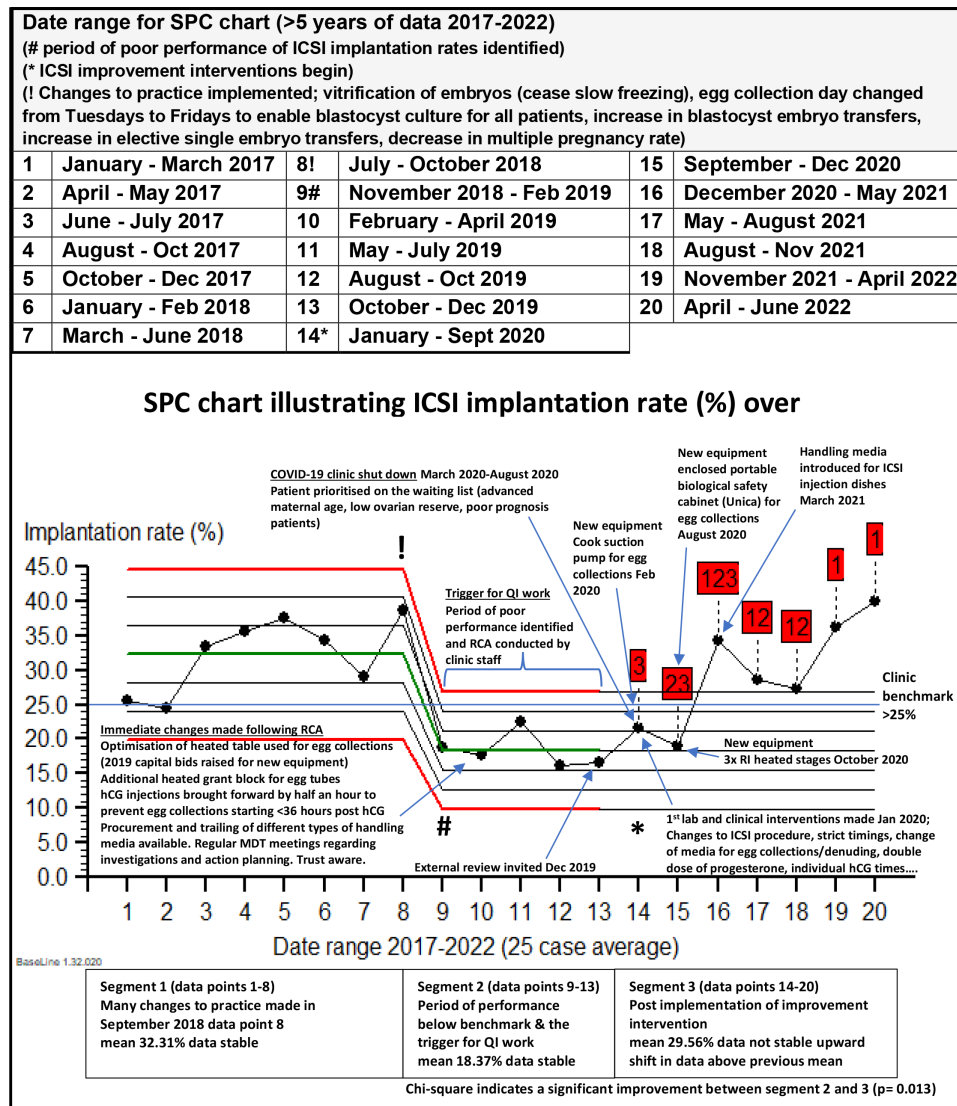 Date range for SPC chart (>5 years of data 2017-2022)
(# period of poor performance of ICSI implantation rates identified)
(* ICSI improvement interventions begin)
(! Changes to practice implemented; vitrification of embryos (cease slow freezing), egg collection day changed
from Tuesdays to Fridays to enable blastocyst culture for all patients, increase in blastocyst embryo transfers,
increase in elective single embryo transfers, decrease in multiple pregnancy rate)
1 January - March 2017 8! July - October 2018 15 September - Dec 2020
2 April - May 2017 9# November 2018 - Feb 2019 16 December 2020 - May 2021
3 June - July 2017 10 February - April 2019 17 May - August 2021
4 August - Oct 2017 11 May - July 2019 18 August - Nov 2021
5 October - Dec 2017 12 August - Oct 2019 19 November 2021 - April 2022
6 January - Feb 2018 13 October - Dec 2019 20 April - June 2022
7 March - June 2018 14* January - Sept 2020
SPC chart illustrating ICSI implantation rate (%) over
COVID-19 clinic shut down March 2020-August 2020
Patient prioritised on the waiting list (advanced
maternal age, low ovarian reserve, poor prognosis
patients)
New equipment
enclosed portable
biological safety
cabinet (Unica) for
egg collections
August 2020
Handling media
introduced for ICSI
injection dishes
March 2021
New equipment
Cook suction
pump for egg
collections Feb
2020
Implantation rate (%)
45.0
40.0
35.0
30.0
25.0
20.0
15.0
10.0
5.0
0.0
!
Trigger for QI work
Period of poor
performance identified
and RCA conducted by
clinic staff
3
23
123
12
12
1
1
Clinic
benchmark
>25%
Immediate changes made following RCA
Optimisation of heated table used for egg collections
(2019 capital bids raised for new equipment)
Additional heated grant block for egg tubes
hCG injections brought forward by half an hour to
prevent egg collections starting <36 hours post hCG
Procurement and trailing of different types of handling
media available. Regular MDT meetings regarding
investigations and action planning. Trust aware.
New equipment
3x RI heated stages October 2020
#
*
External review invited Dec 2019
1st lab and clinical interventions made Jan 2020;
Changes to ICSI procedure, strict timings, change
of media for egg collections/denuding, double
dose of progesterone, individual hCG times....
1 2 3 4 5 6 7 8 9 10 11 12 13 14 15 16 17 18 19 20
Date range 2017-2022 (25 case average)
BaseLine 1.32.020
Segment 1 (data points 1-8)
Many changes to practice made in
September 2018 data point 8
mean 32.31% data stable
Segment 2 (data points 9-13)
Period of performance
below benchmark & the
trigger for QI work
mean 18.37% data stable
Segment 3 (data points 14-20)
Post implementation of improvement
intervention
mean 29.56% data not stable upward
shift in data above previous mean
Chi-square indicates a significant improvement between segment 2 and 3 (p= 0.013)